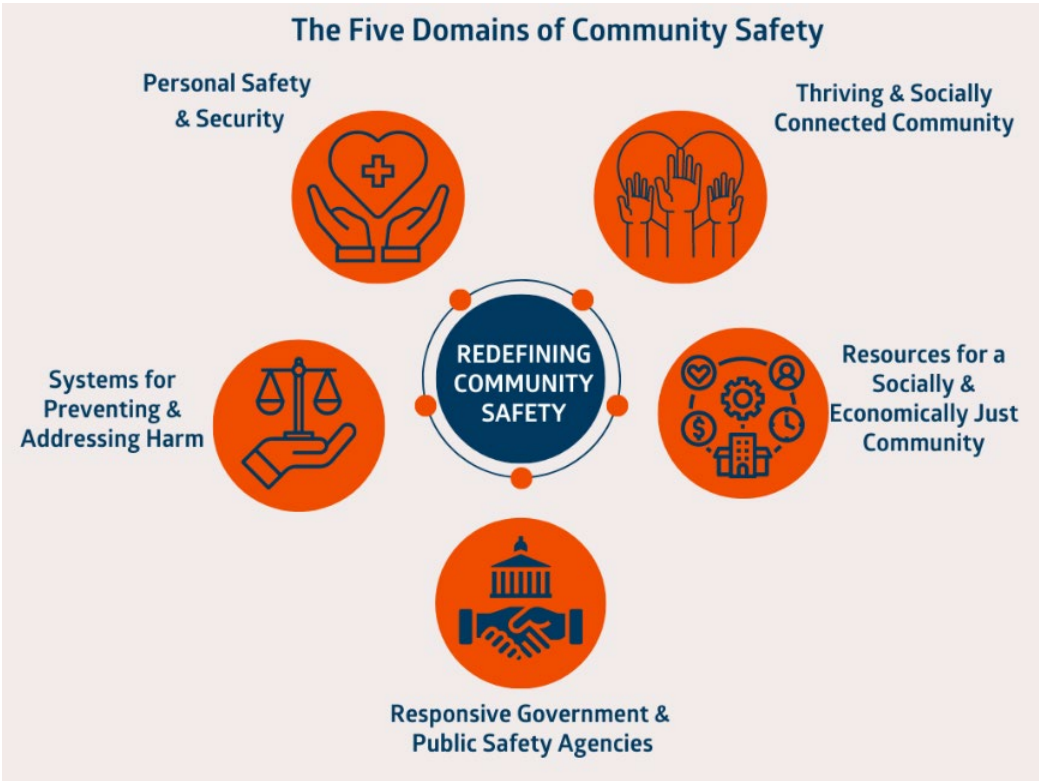 The Five Domains of Community Safety
Personal Safety
& Security
Thriving & Socially
Connected Community
REDEFINING
COMMUNITY
SAFETY
Systems for
Preventing &
Addressing Harm
Resources for a
Socially &
Economically Just
Community
$
Responsive Government &
Public Safety Agencies